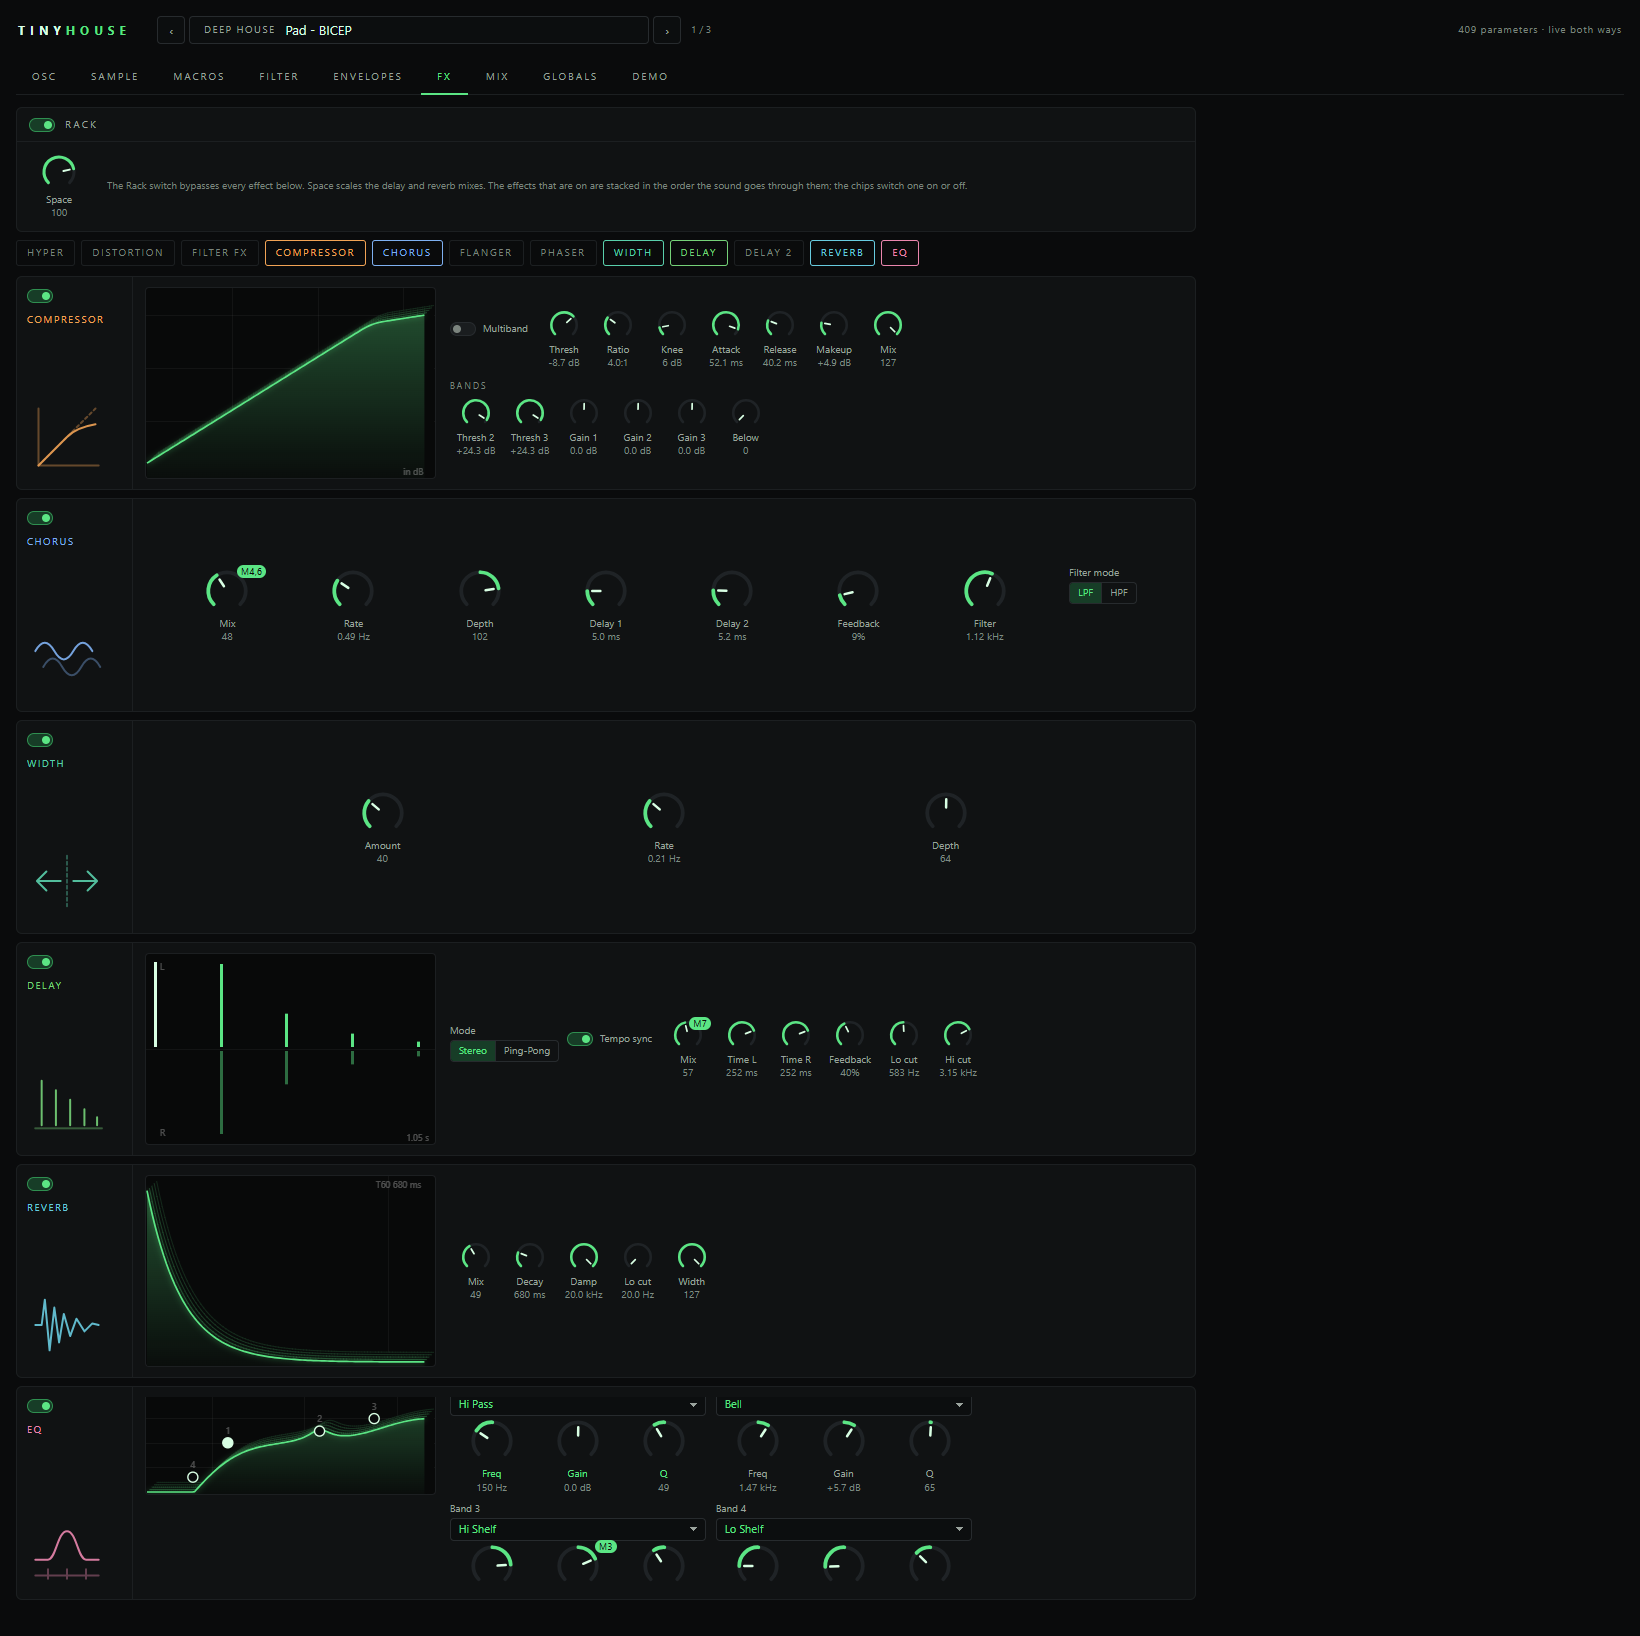 TINYHOUSE
‹ DEEP HOUSE Pad - BICEP › 1 / 3
409 parameters · live both ways
OSC SAMPLE MACROS FILTER ENVELOPES FX MIX GLOBALS DEMO
RACK
The Rack switch bypasses every effect below. Space scales the delay and reverb mixes. The effects that are on are stacked in the order the sound goes through them; the chips switch one on or off.
Space
100
HYPER DISTORTION FILTER FX COMPRESSOR CHORUS FLANGER PHASER WIDTH DELAY DELAY 2 REVERB EQ
COMPRESSOR
in dB
Multiband
Thresh Ratio Knee Attack Release Makeup Mix
-8.7 dB 4.0:1 6 dB 52.1 ms 40.2 ms +4.9 dB 127
BANDS
Thresh 2 Thresh 3 Gain 1 Gain 2 Gain 3 Below
+24.3 dB +24.3 dB 0.0 dB 0.0 dB 0.0 dB 0
CHORUS
M4,6
Mix Rate Depth Delay 1 Delay 2 Feedback Filter
48 0.49 Hz 102 5.0 ms 5.2 ms 9% 1.12 kHz
Filter mode
LPF HPF
WIDTH
Amount Rate Depth
40 0.21 Hz 64
DELAY
L
R
1.05 s
Mode
Stereo Ping-Pong
Tempo sync
M7
Mix Time L Time R Feedback Lo cut Hi cut
57 252 ms 252 ms 40% 583 Hz 3.15 kHz
REVERB
T60 680 ms
Mix Decay Damp Lo cut Width
49 680 ms 20.0 kHz 20.0 Hz 127
EQ
1
2
3
4
Hi Pass
Freq Gain Q
150 Hz 0.0 dB 49
Bell
Freq Gain Q
1.47 kHz +5.7 dB 65
Band 3
Hi Shelf
M3
Band 4
Lo Shelf